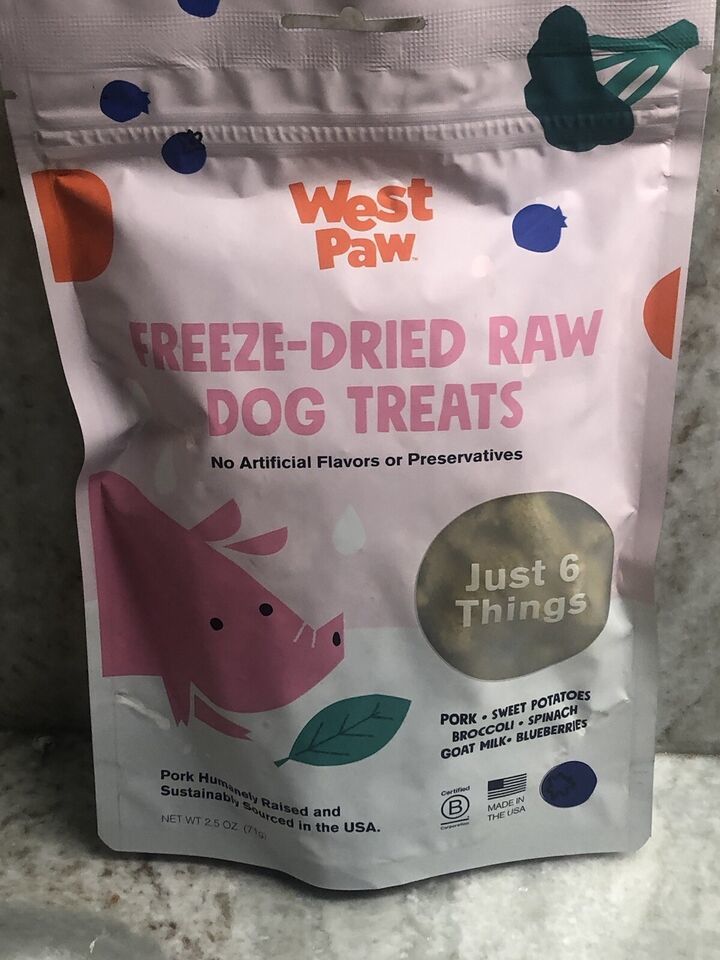 West
Paw™
FREEZE-DRIED RAW
DOG TREATS
No Artificial Flavors or Preservatives
Just 6
Things
PORK • SWEET POTATOES
BROCCOLI • SPINACH
GOAT MILK • BLUEBERRIES
Pork Humanely Raised and
Sustainably Sourced in the USA.
NET WT 2.5 OZ. (71g)
Certified
B
Corporation
MADE IN
THE USA